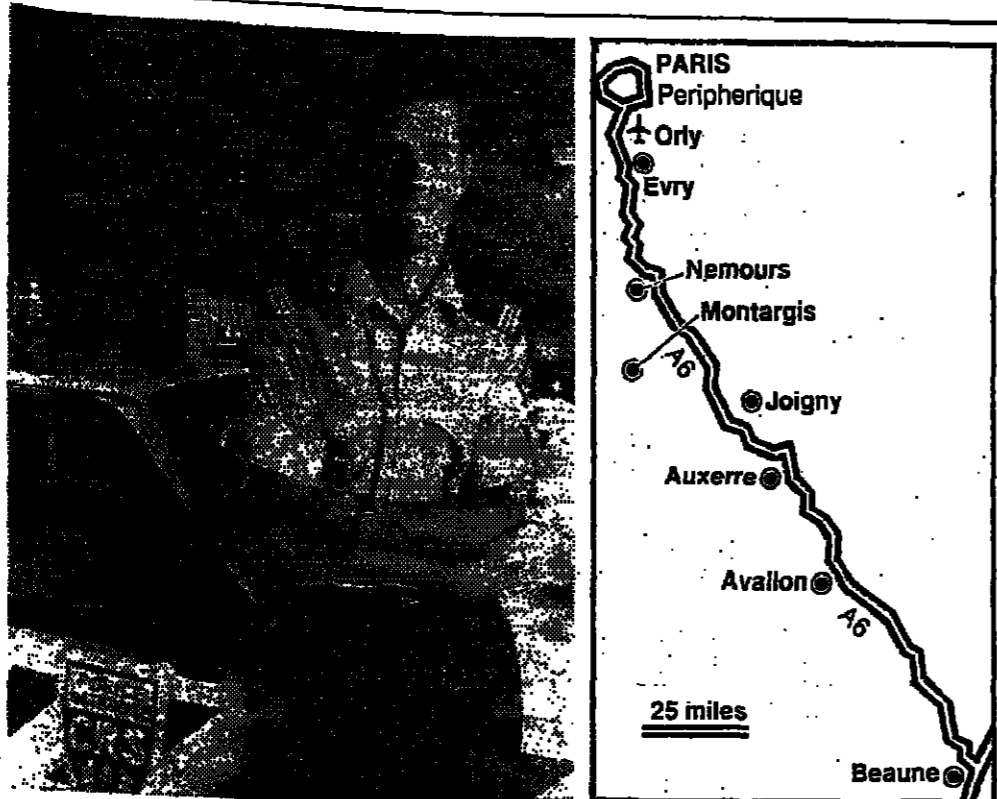 PARIS
Peripherique
Orly
Evry
Nemours
Montargis
A6
Joigny
Auxerre
Avallon
A6
25 miles
Beaune